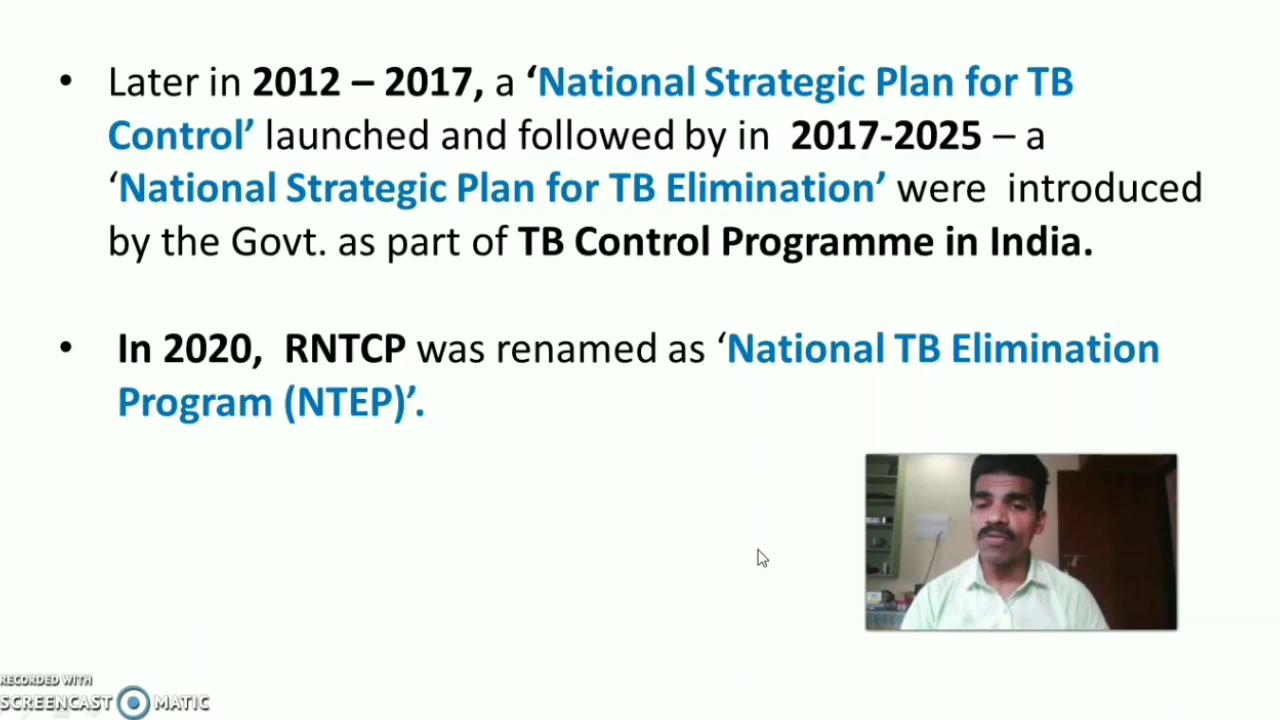 • Later in 2012 – 2017, a ‘National Strategic Plan for TB
Control’ launched and followed by in 2017-2025 – a
‘National Strategic Plan for TB Elimination’ were introduced
by the Govt. as part of TB Control Programme in India.
• In 2020, RNTCP was renamed as ‘National TB Elimination
Program (NTEP)’.
RECORDED WITH
SCREENCAST MATIC